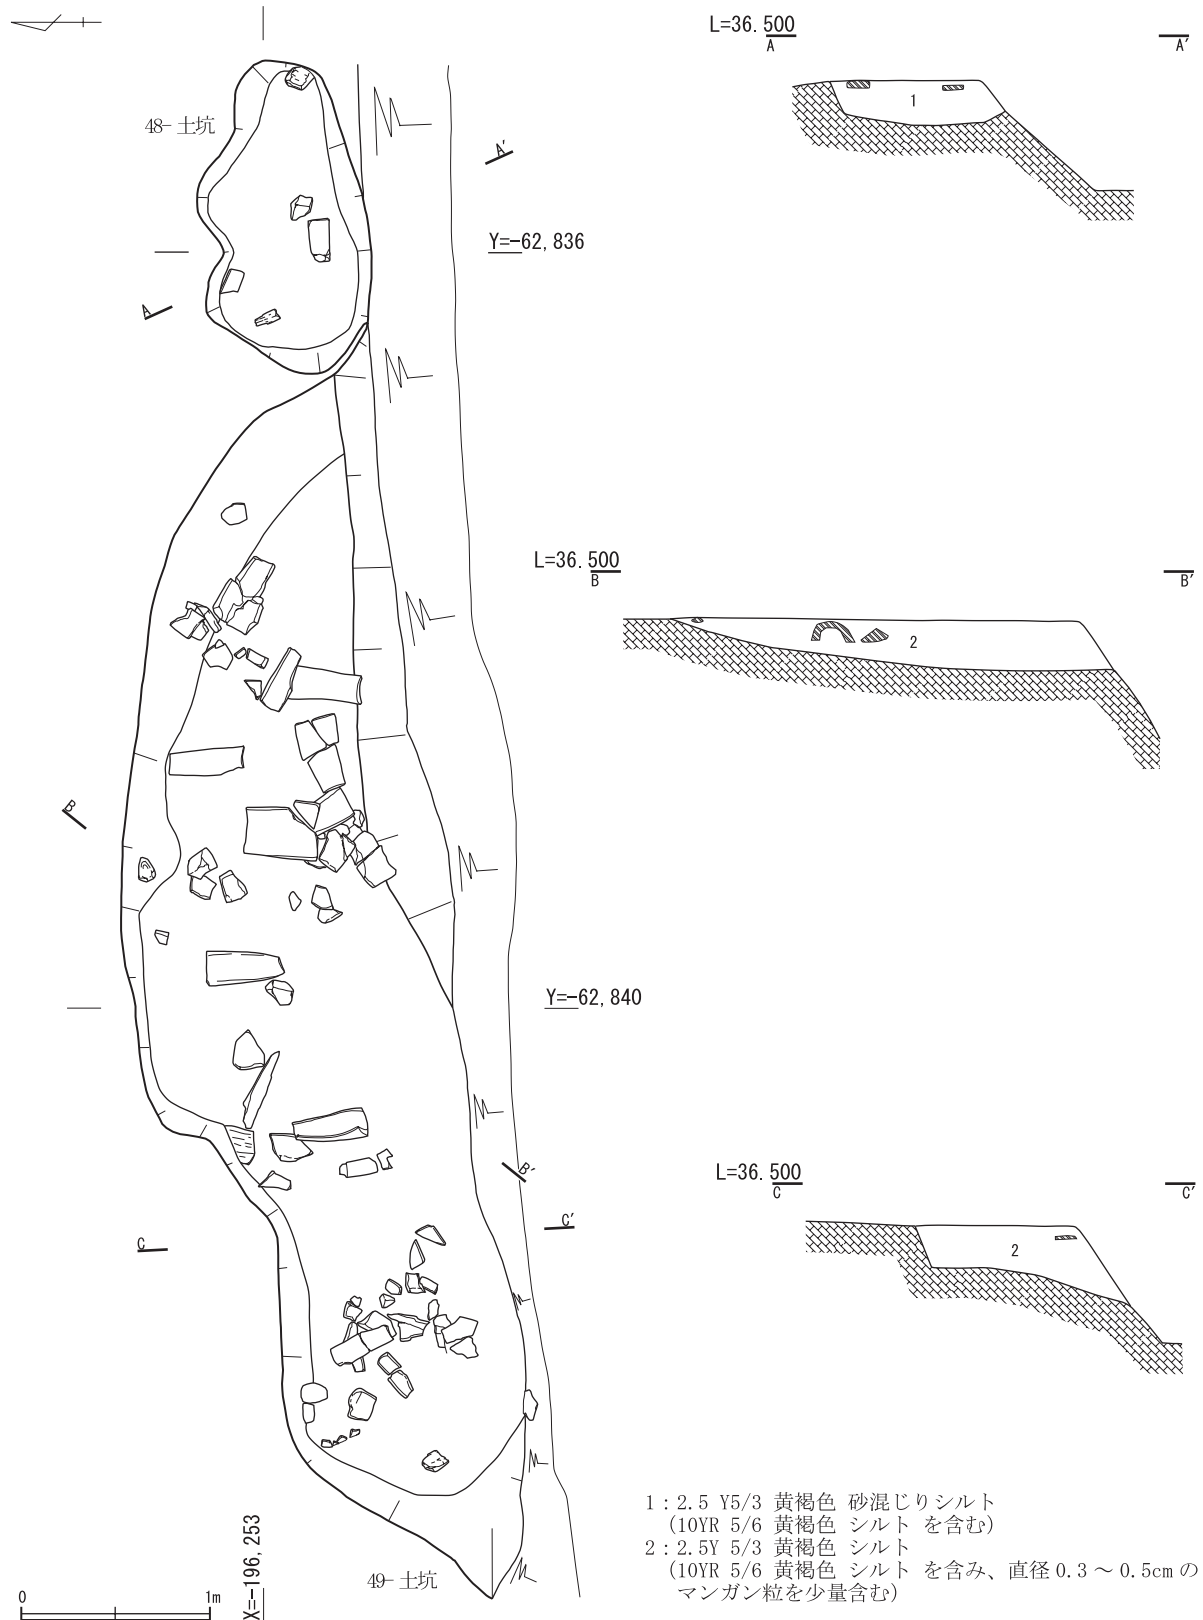 L=36.500
A
A′
48-土坑
1
A′
Y=-62,836
A
L=36.500
B
B′
2
B
Y=-62,840
B′
L=36.500
C
C′
C′
C
2
1：2.5 Y5/3 黄褐色 砂混じりシルト
(10YR 5/6 黄褐色 シルト を含む)
2：2.5Y 5/3 黄褐色 シルト
(10YR 5/6 黄褐色 シルト を含み、直径 0.3 ～ 0.5cm の
マンガン粒を少量含む)
49-土坑
X=-196,253
0
1m